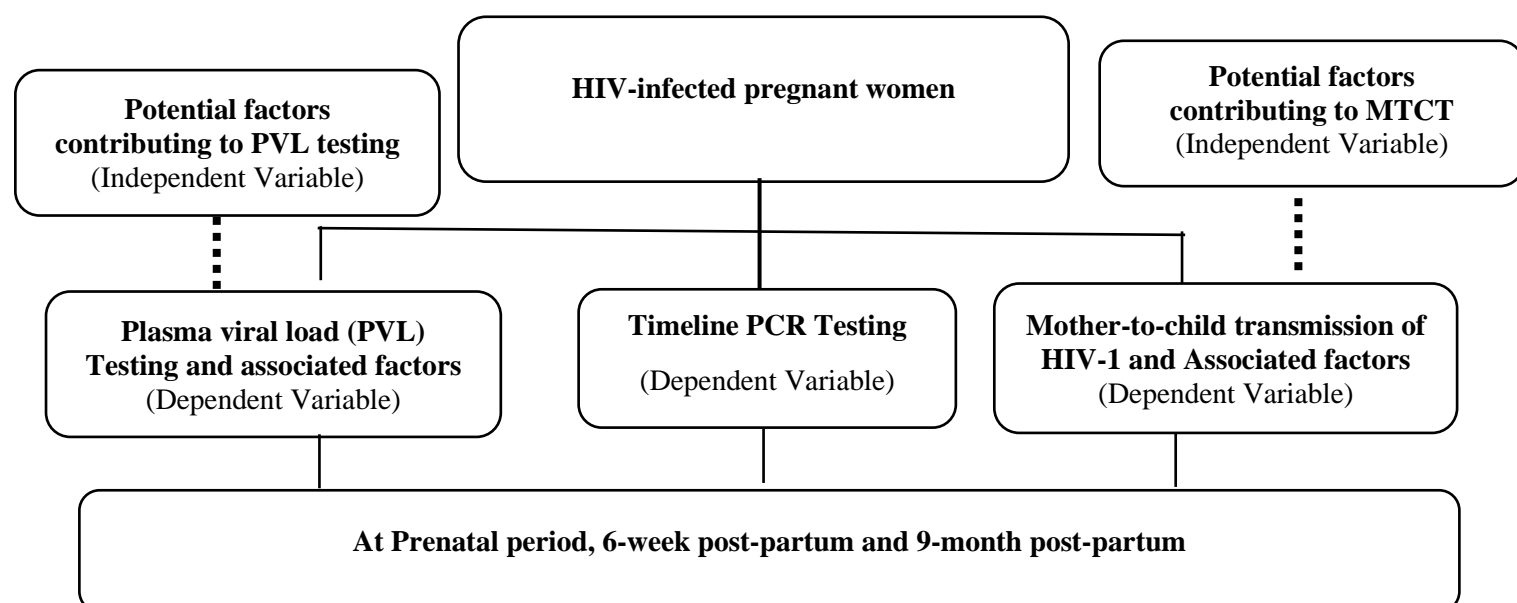 Potential factors
contributing to PVL testing
(Independent Variable)
HIV-infected pregnant women
Potential factors
contributing to MTCT
(Independent Variable)
Plasma viral load (PVL)
Testing and associated factors
(Dependent Variable)
Timeline PCR Testing
(Dependent Variable)
Mother-to-child transmission of
HIV-1 and Associated factors
(Dependent Variable)
At Prenatal period, 6-week post-partum and 9-month post-partum